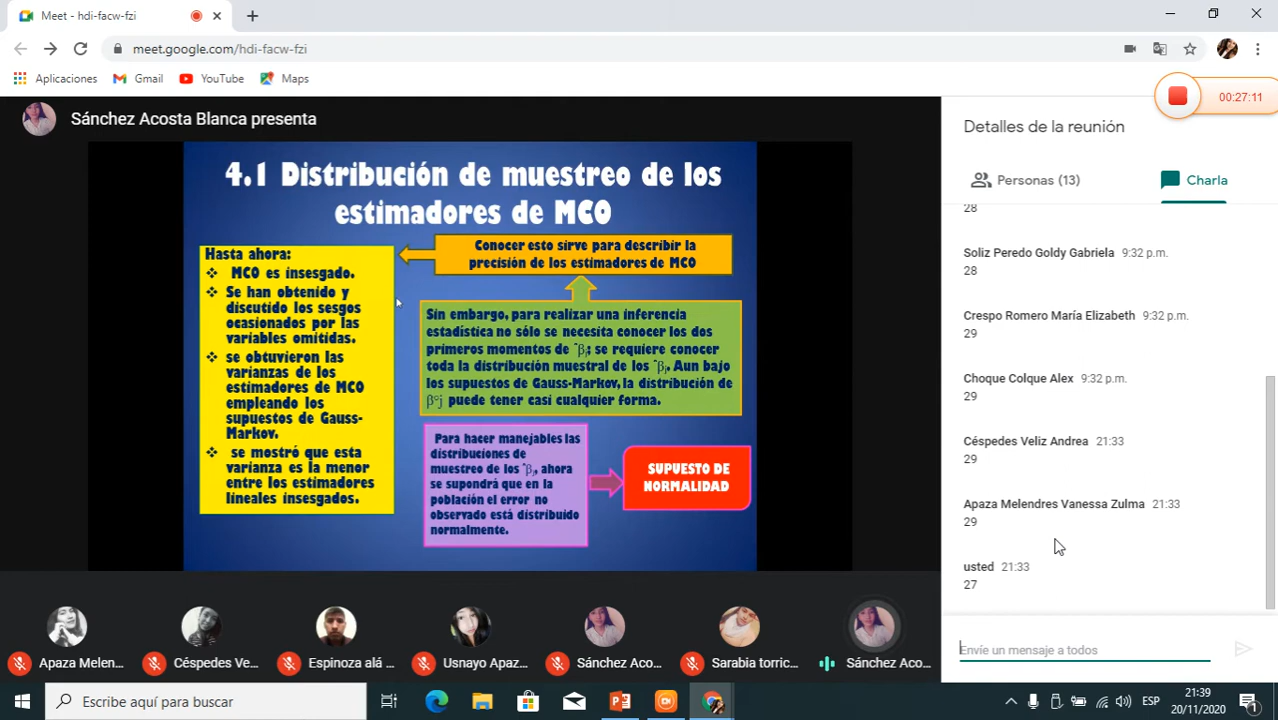 Meet - hdi-facw-fzi
meet.google.com/hdi-facw-fzi
Aplicaciones
Gmail
YouTube
Maps
00:27:11
Sánchez Acosta Blanca presenta
4.1 Distribución de muestreo de los
estimadores de MCO
Hasta ahora:
❖ MCO es insesgado.
❖ Se han obtenido y
discutido los sesgos
ocasionados por las
variables omitidas.
❖ se obtuvieron las
varianzas de los
estimadores de MCO
empleando los
supuestos de Gauss-
Markov.
❖ se mostró que esta
varianza es la menor
entre los estimadores
lineales insesgados.
Conocer esto sirve para describir la
precisión de los estimadores de MCO
Sin embargo, para realizar una inferencia
estadística no sólo se necesita conocer los dos
primeros momentos de ˆβj; se requiere conocer
toda la distribución muestral de los ˆβj. Aun bajo
los supuestos de Gauss-Markov, la distribución de
β°j puede tener casi cualquier forma.
Para hacer manejables las
distribuciones de
muestreo de los ˆβj, ahora
se supondrá que en la
población el error no
observado está distribuido
normalmente.
SUPUESTO DE
NORMALIDAD
Detalles de la reunión
Personas (13)
Charla
28
Soliz Peredo Goldy Gabriela 9:32 p.m.
28
Crespo Romero María Elizabeth 9:32 p.m.
29
Choque Colque Alex 9:32 p.m.
29
Céspedes Veliz Andrea 21:33
29
Apaza Melendres Vanessa Zulma 21:33
29
usted 21:33
27
Envíe un mensaje a todos
Apaza Melen...
Céspedes Ve...
Espinoza alá ...
Usnayo Apaz...
Sánchez Aco...
Sarabia torric...
Sánchez Aco...
Escribe aquí para buscar
ESP
21:39
20/11/2020
1